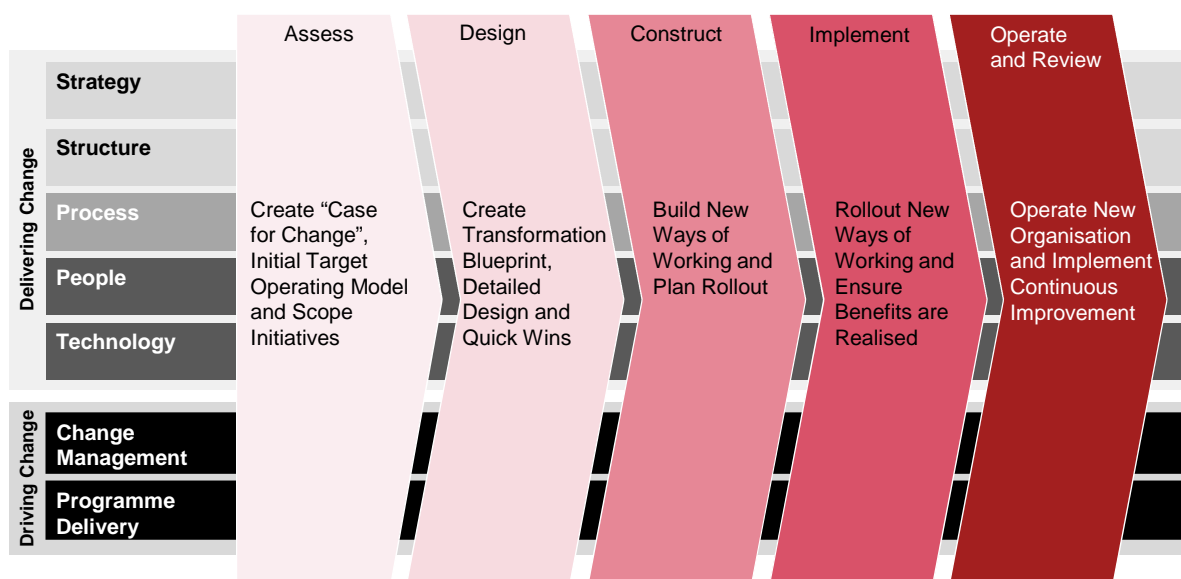 Assess
Design
Construct
Implement
Operate
and Review
Delivering Change
Strategy
Structure
Process
People
Technology
Create “Case
for Change”,
Initial Target
Operating Model
and Scope
Initiatives
Create
Transformation
Blueprint,
Detailed
Design and
Quick Wins
Build New
Ways of
Working and
Plan Rollout
Rollout New
Ways of
Working and
Ensure
Benefits are
Realised
Operate New
Organisation
and Implement
Continuous
Improvement
Driving Change
Change
Management
Programme
Delivery